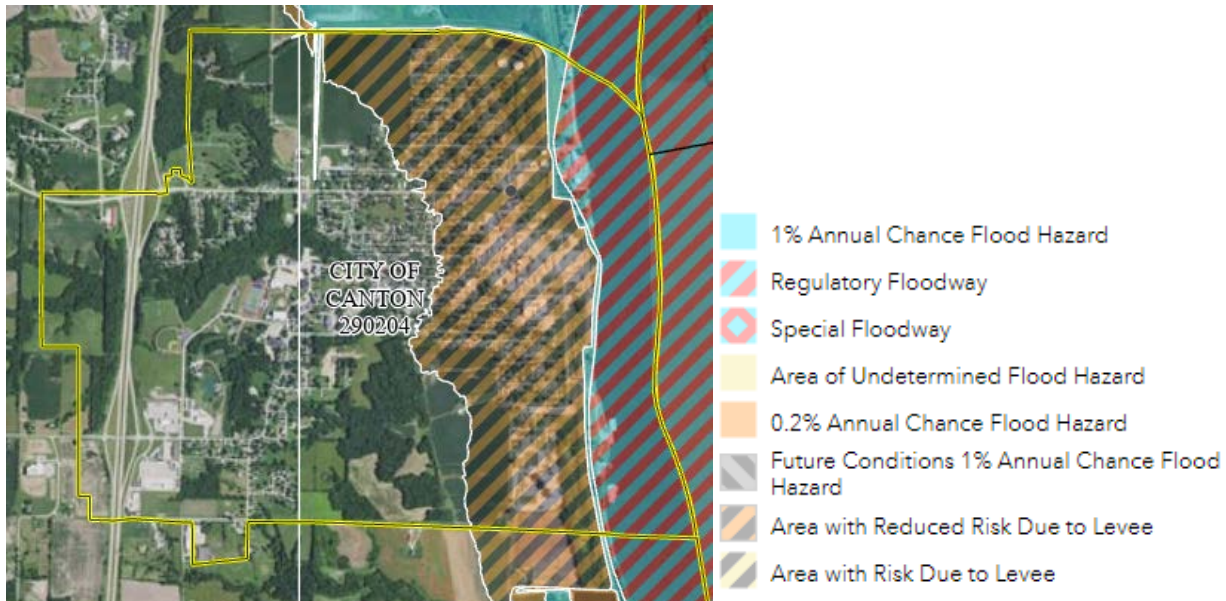 CITY OF
CANTON
290204
1% Annual Chance Flood Hazard
Regulatory Floodway
Special Floodway
Area of Undetermined Flood Hazard
0.2% Annual Chance Flood Hazard
Future Conditions 1% Annual Chance Flood
Hazard
Area with Reduced Risk Due to Levee
Area with Risk Due to Levee